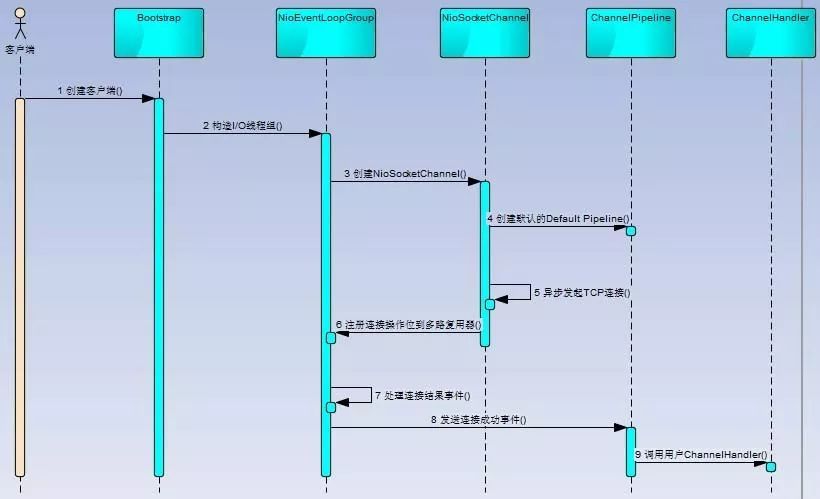 Bootstrap
NioEventLoopGroup
NioSocketChannel
ChannelPipeline
ChannelHandler
客户端
1 创建客户端()
2 构造I/O线程组()
3 创建NioSocketChannel()
4 创建默认的Default Pipeline()
5 异步发起TCP连接()
6 注册连接操作位到多路复用器()
7 处理连接结果事件()
8 发送连接成功事件()
9 调用用户ChannelHandler()